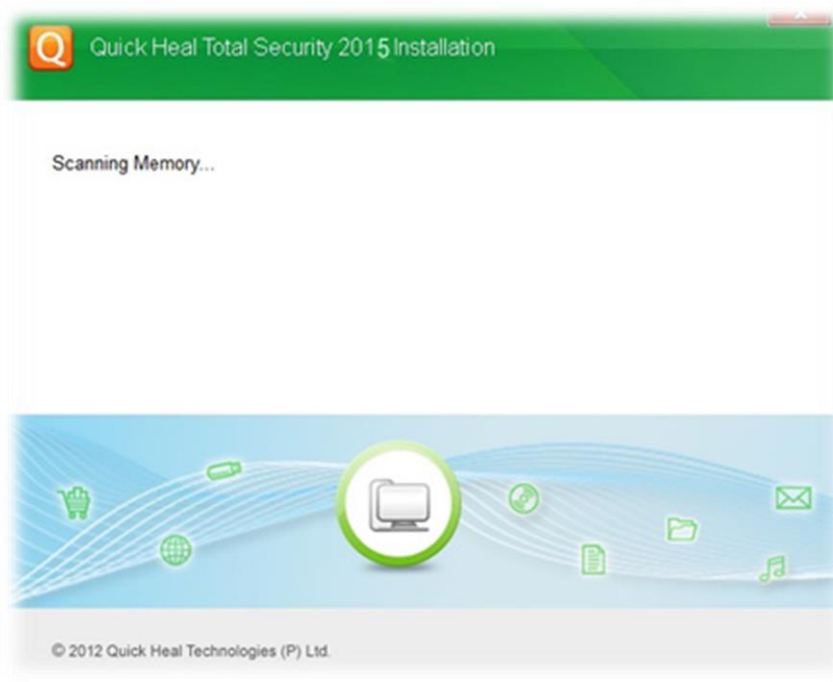 Q Quick Heal Total Security 2015 Installation
Scanning Memory...
© 2012 Quick Heal Technologies (P) Ltd.